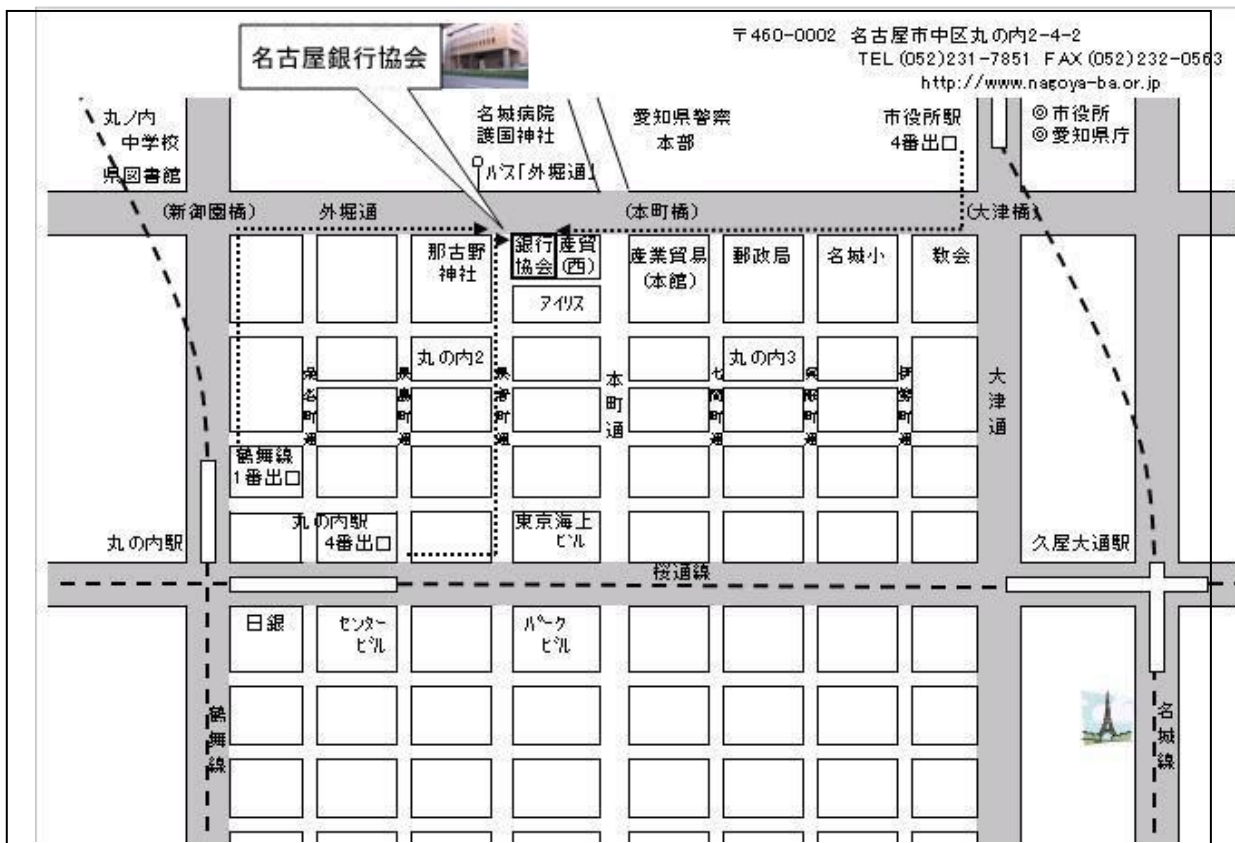 〒460-0002 名古屋市中区丸の内2-4-2
TEL (052)231-7851 FAX (052)232-0563
http://www.nagoya-ba.or.jp
名古屋銀行協会
丸ノ内
中学校
県図書館
名城病院
護国神社
バス「外堀通」
愛知県警察
本部
市役所駅
4番出口
◎市役所
◎愛知県庁
(新御園橋)
外堀通
(本町橋)
(大津橋)
那古野
神社
銀行
協会
産貿
(西)
産業貿易
(本館)
郵政局
名城小
教会
アイリス
丸の内2
丸の内3
本町通
大津通
鶴舞線
1番出口
丸の内駅
4番出口
東京海上
ビル
丸の内駅
久屋大通駅
桜通線
日銀
センター
ビル
パーク
ビル
鶴舞線
名城線